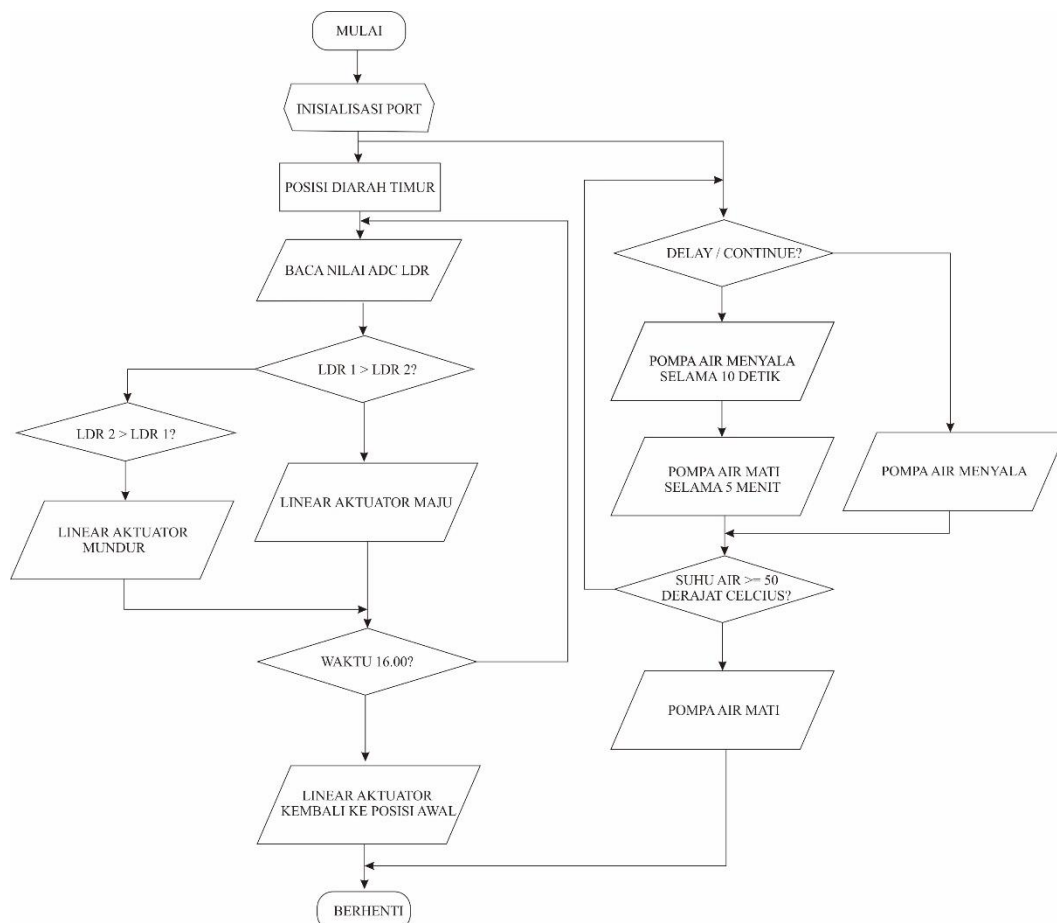 MULAI
INISIALISASI PORT
POSISI DIARAH TIMUR
BACA NILAI ADC LDR
LDR 1 > LDR 2?
LDR 2 > LDR 1?
LINEAR AKTUATOR
MUNDUR
LINEAR AKTUATOR MAJU
WAKTU 16.00?
LINEAR AKTUATOR
KEMBALI KE POSISI AWAL
DELAY / CONTINUE?
POMPA AIR MENYALA
SELAMA 10 DETIK
POMPA AIR MATI
SELAMA 5 MENIT
POMPA AIR MENYALA
SUHU AIR >= 50
DERAJAT CELCIUS?
POMPA AIR MATI
BERHENTI